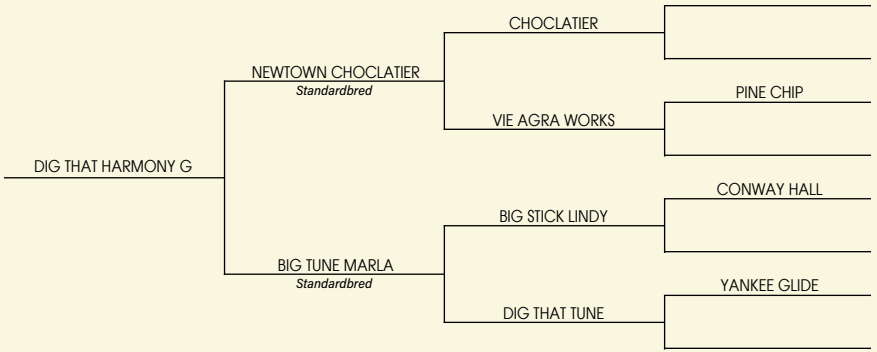 CHOCLATIER
NEWTOWN CHOCLATIER
Standardbred
PINE CHIP
VIE AGRA WORKS
DIG THAT HARMONY G
CONWAY HALL
BIG STICK LINDY
BIG TUNE MARLA
Standardbred
YANKEE GLIDE
DIG THAT TUNE